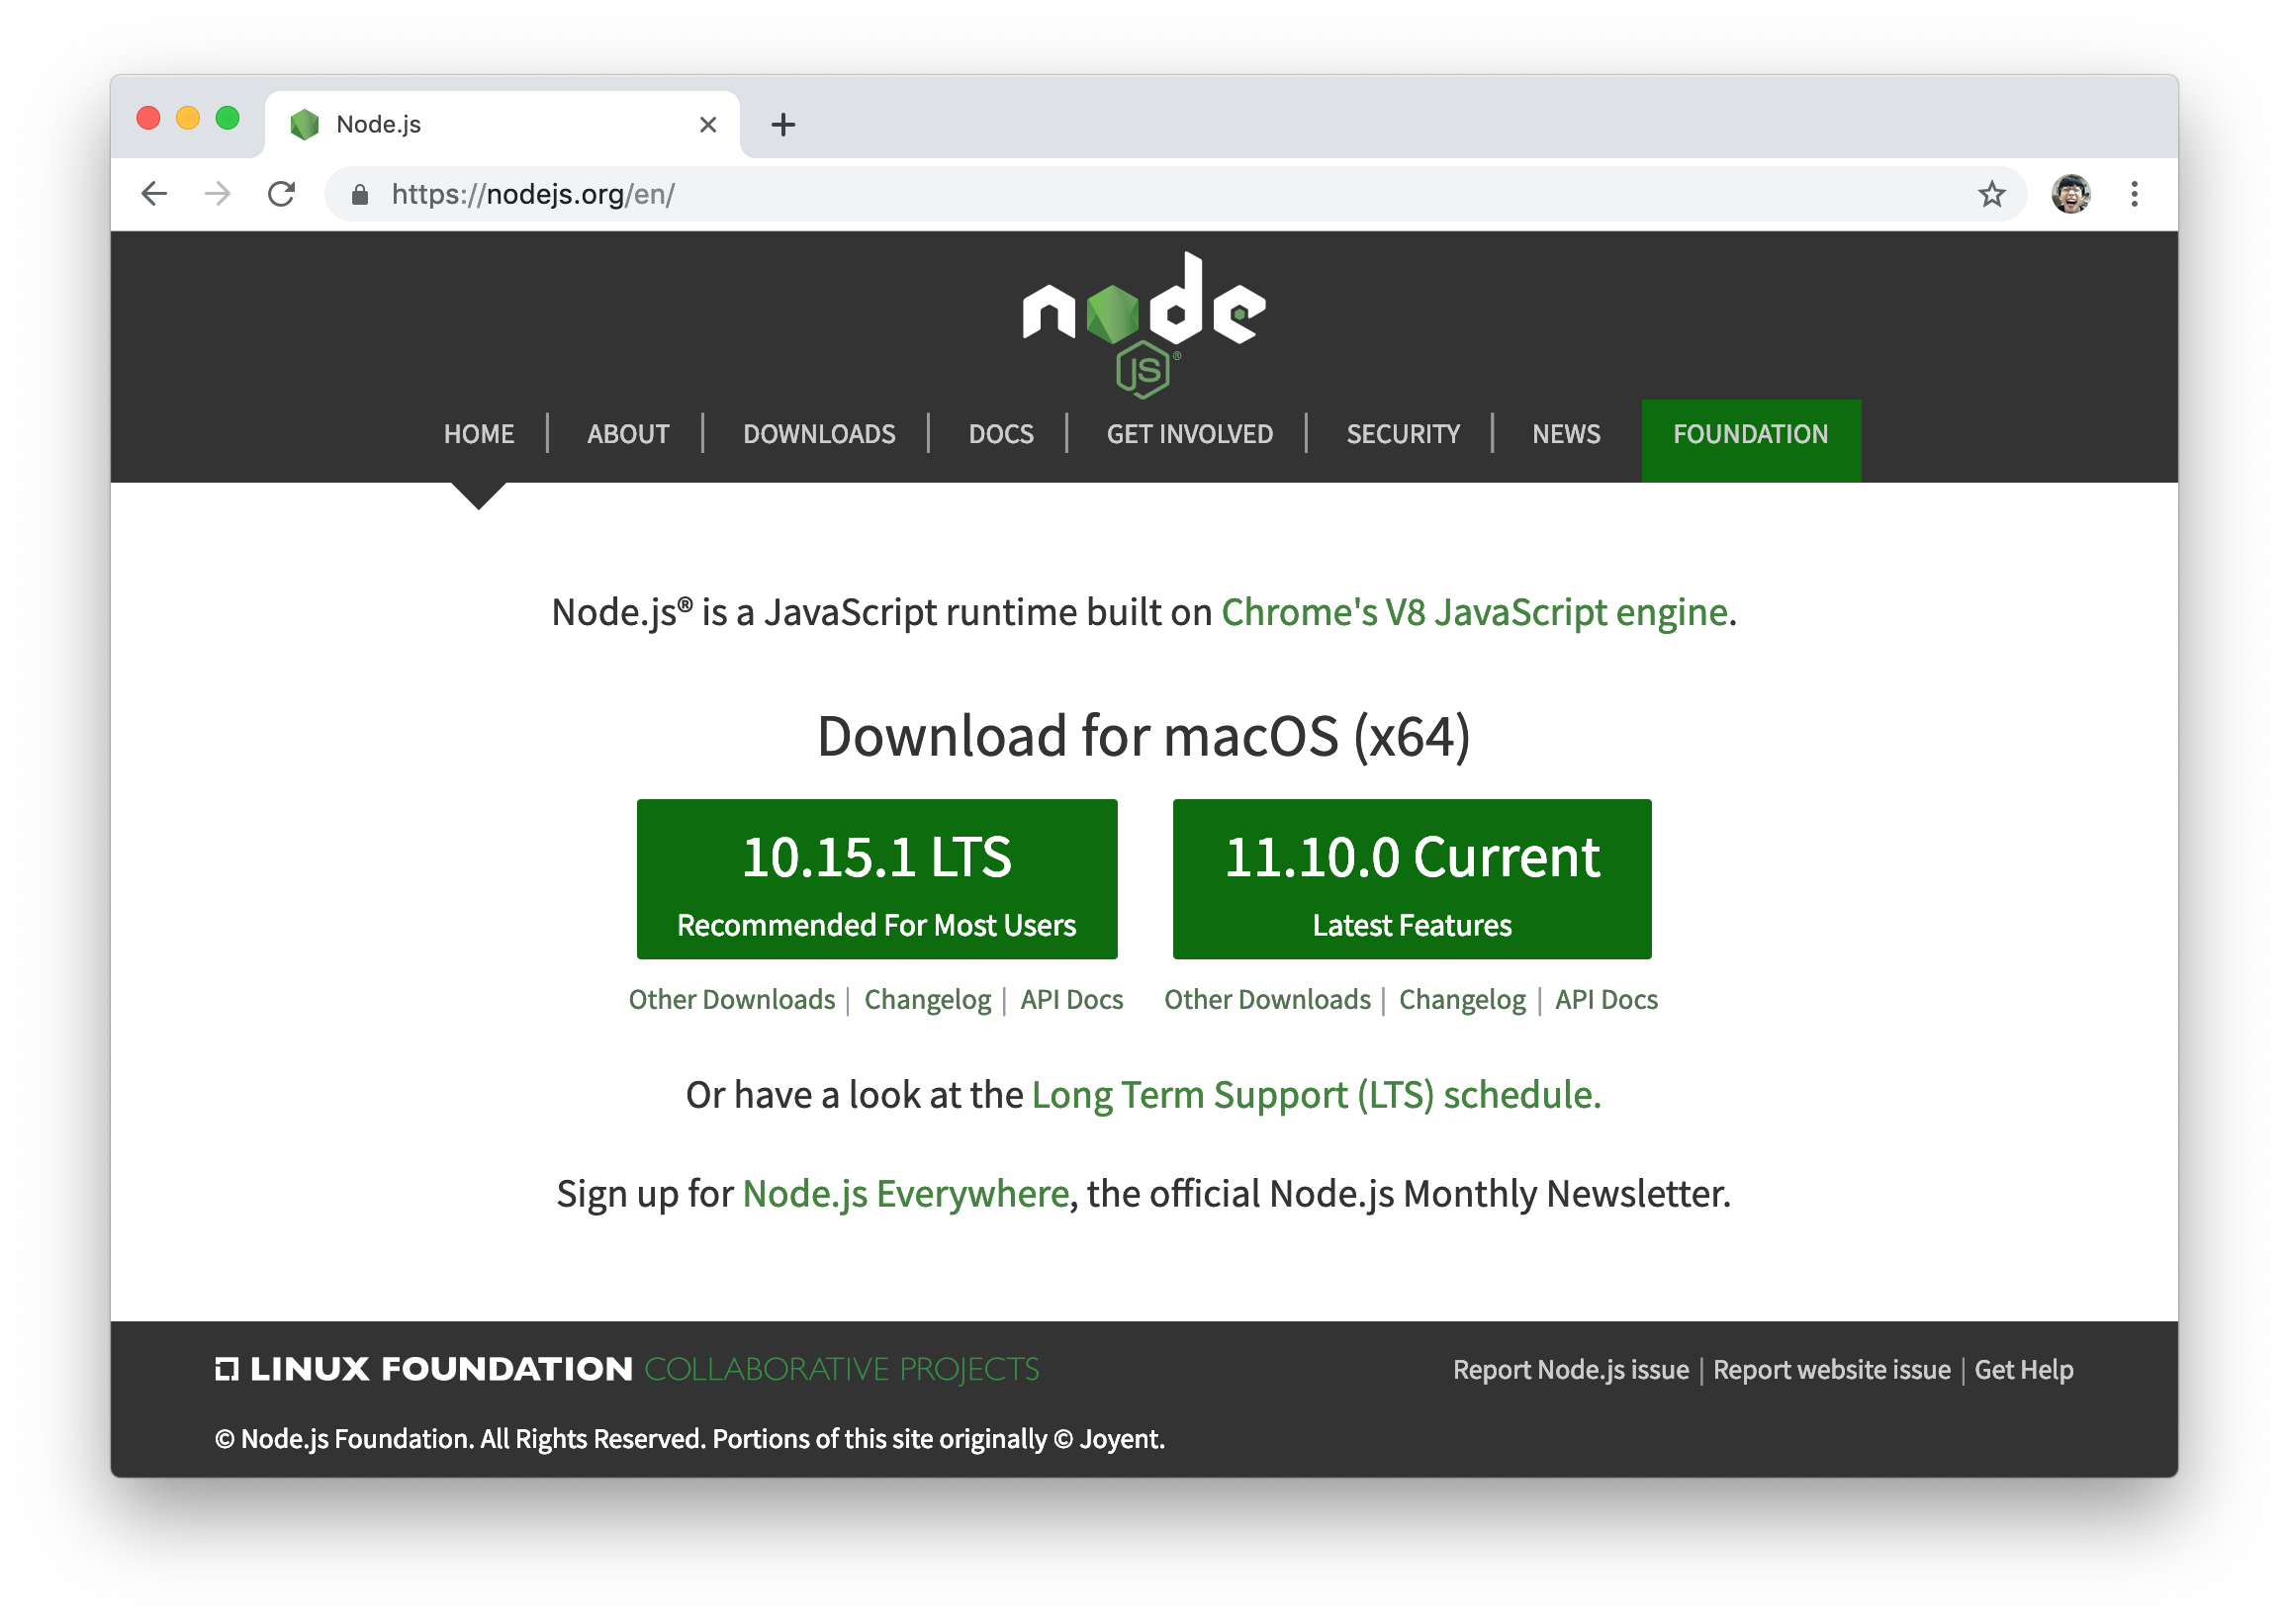 Node.js
https://nodejs.org/en/
node
JS®
HOME | ABOUT | DOWNLOADS | DOCS | GET INVOLVED | SECURITY | NEWS FOUNDATION
Node.js® is a JavaScript runtime built on Chrome's V8 JavaScript engine.
Download for macOS (x64)
10.15.1 LTS
Recommended For Most Users
11.10.0 Current
Latest Features
Other Downloads | Changelog | API Docs
Other Downloads | Changelog | API Docs
Or have a look at the Long Term Support (LTS) schedule.
Sign up for Node.js Everywhere, the official Node.js Monthly Newsletter.
LINUX FOUNDATION COLLABORATIVE PROJECTS
Report Node.js issue | Report website issue | Get Help
© Node.js Foundation. All Rights Reserved. Portions of this site originally © Joyent.